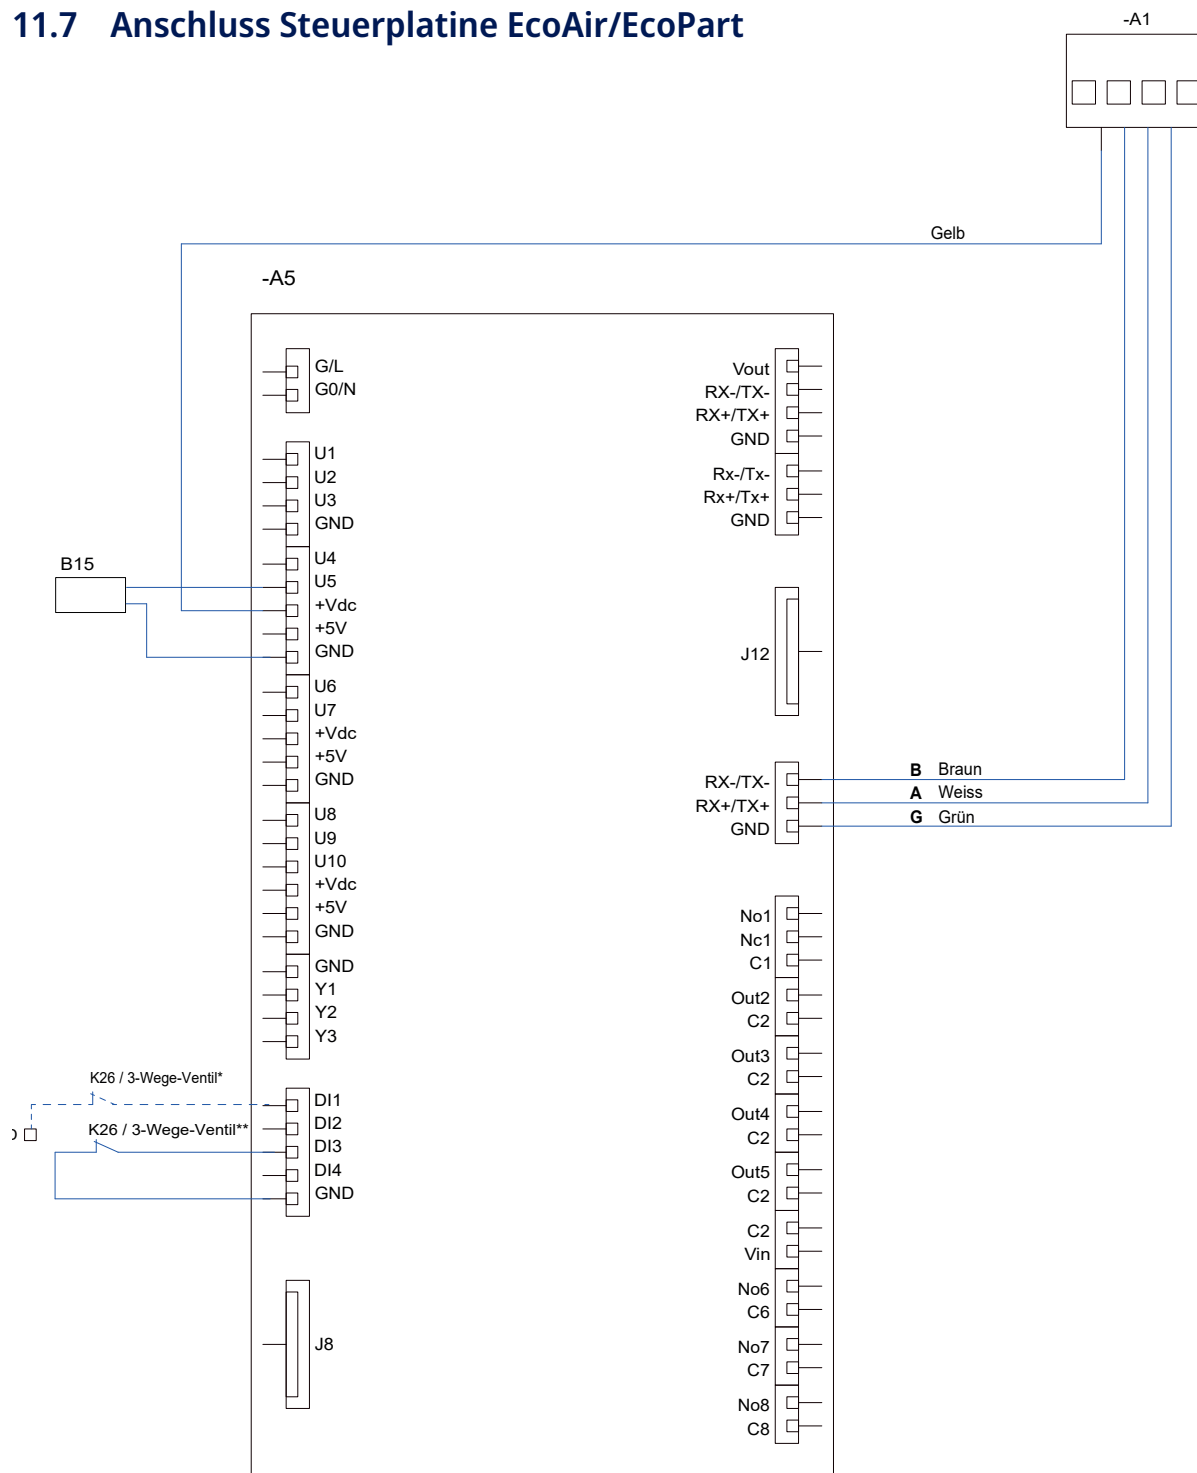 11.7 Anschluss Steuerplatine EcoAir/EcoPart
-A1
Gelb
-A5
G/L
G0/N
U1
U2
U3
GND
U4
U5
+Vdc
+5V
GND
U6
U7
+Vdc
+5V
GND
U8
U9
U10
+Vdc
+5V
GND
GND
Y1
Y2
Y3
B15
K26 / 3-Wege-Ventil*
K26 / 3-Wege-Ventil**
DI1
DI2
DI3
DI4
GND
J8
Vout
RX-/TX-
RX+/TX+
GND
Rx-/Tx-
Rx+/Tx+
GND
J12
RX-/TX-
RX+/TX+
GND
B Braun
A Weiss
G Grün
No1
Nc1
C1
Out2
C2
Out3
C2
Out4
C2
Out5
C2
C2
Vin
No6
C6
No7
C7
No8
C8